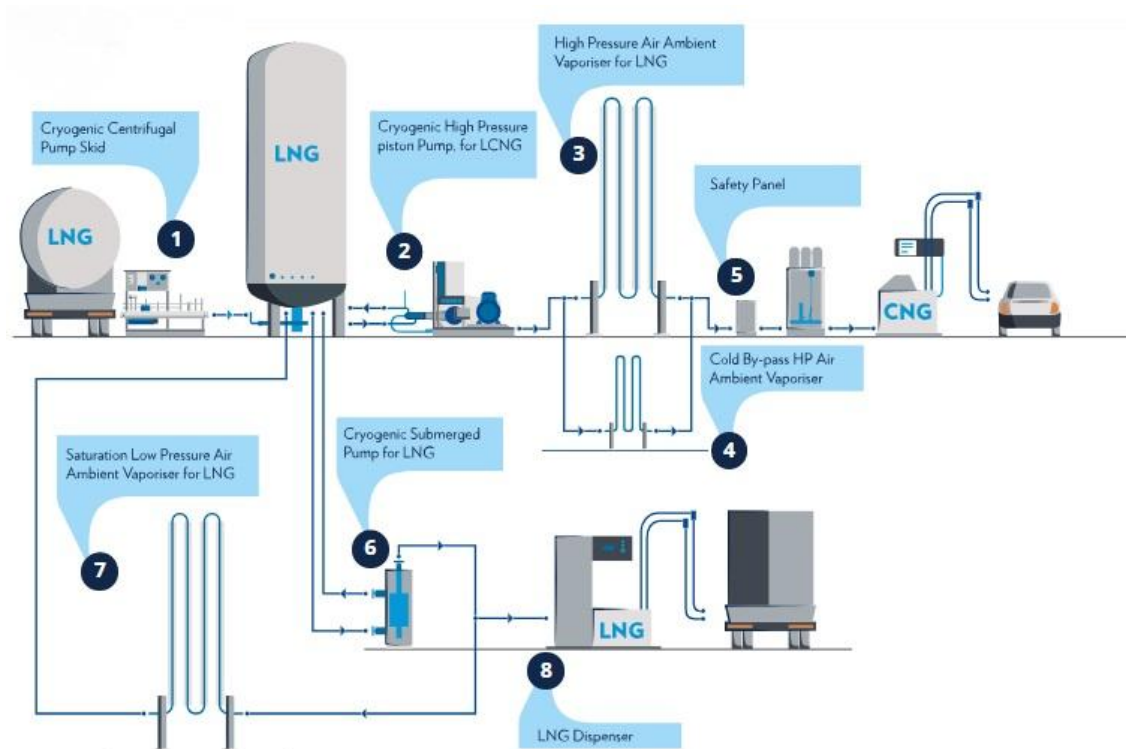 High Pressure Air Ambient
Vaporiser for LNG
3
Cryogenic Centrifugal
Pump Skid
1
LNG
LNG
Cryogenic High Pressure
piston Pump, for LCNG
2
Safety Panel
5
CNG
Cold By-pass HP Air
Ambient Vaporiser
4
Saturation Low Pressure Air
Ambient Vaporiser for LNG
7
Cryogenic Submerged
Pump for LNG
6
LNG
8
LNG Dispenser